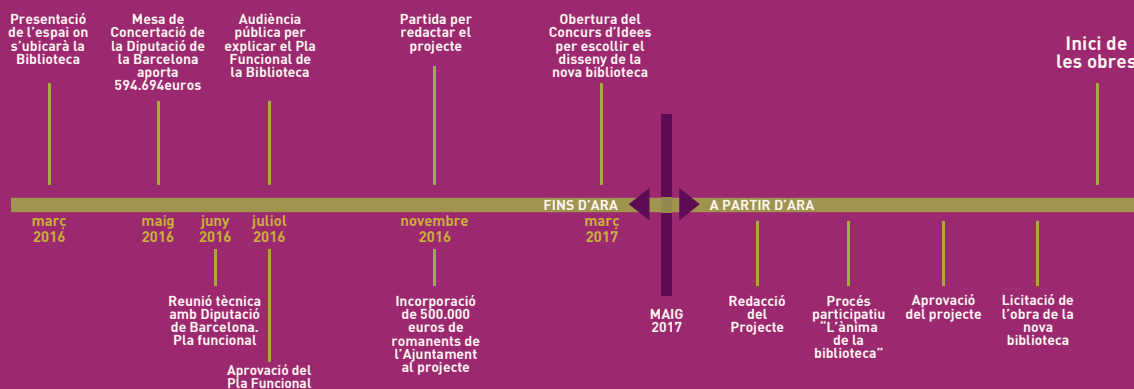 Presentació
de l'espai on
s'ubicarà la
Biblioteca
Mesa de
Concertació de
la Diputació de
la Barcelona
aporta
594.694euros
Audiència
pública per
explicar el Pla
Funcional de
la Biblioteca
Partida per
redactar el
projecte
Obertura del
Concurs d'Idees
per escollir el
disseny de la
nova biblioteca
Inici de
les obres
FINS D'ARA
A PARTIR D'ARA
març
2016
maig
2016
juny
2016
juliol
2016
novembre
2016
març
2017
Reunió tècnica
amb Diputació
de Barcelona.
Pla funcional
Aprovació del
Pla Funcional
Incorporació
de 500.000
euros de
romanents de
l'Ajuntament
al projecte
MAIG
2017
Redacció
del
Projecte
Procés
participatiu
"L'ànima
de la
biblioteca"
Aprovació
del projecte
Licitació de
l'obra de la
nova
biblioteca